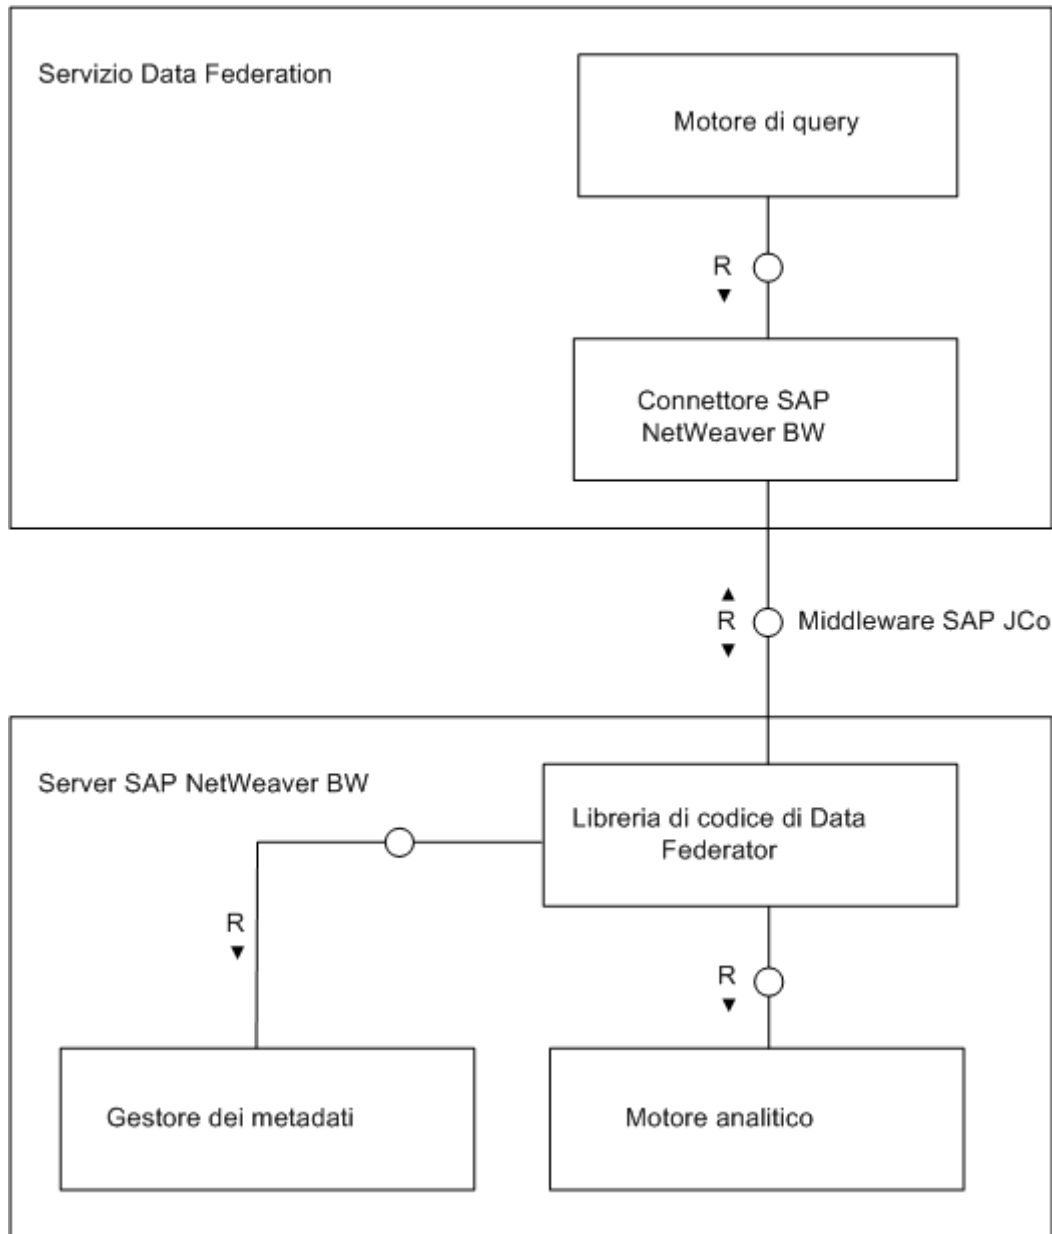 Servizio Data Federation
Motore di query
R
▼
Connettore SAP
NetWeaver BW
▲
R
▼
Middleware SAP JCo
Server SAP NetWeaver BW
Libreria di codice di Data
Federator
R
▼
R
▼
Gestore dei metadati
Motore analitico